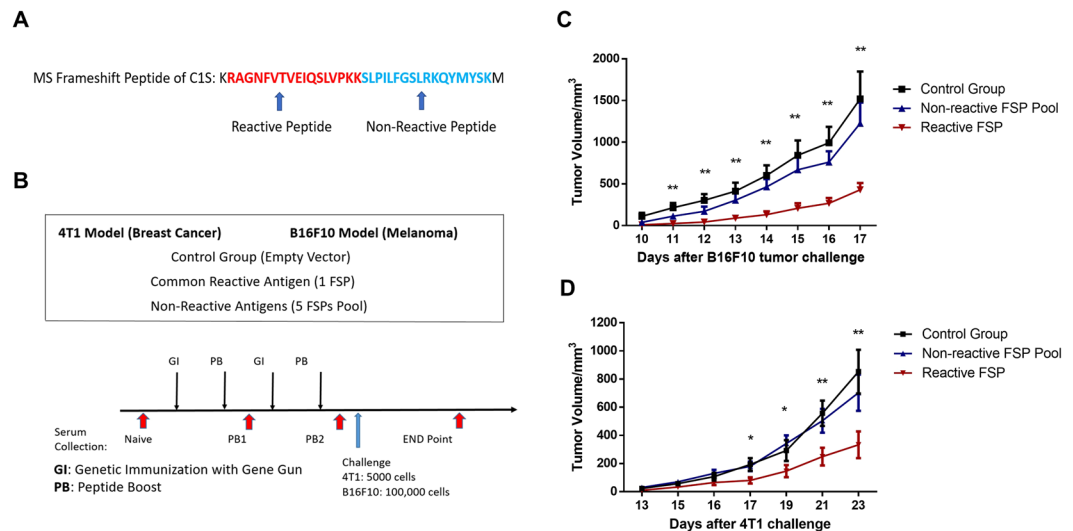 A
MS Frameshift Peptide of C1S: KRAGNFVTVEIQSLVPKKSLPILFGSLRKQYMYSKM
Reactive Peptide
Non-Reactive Peptide
B
4T1 Model (Breast Cancer)
B16F10 Model (Melanoma)
Control Group (Empty Vector)
Common Reactive Antigen (1 FSP)
Non-Reactive Antigens (5 FSPs Pool)
GI
PB
GI
PB
Serum
Collection:
Naive
PB1
PB2
END Point
GI: Genetic Immunization with Gene Gun
PB: Peptide Boost
Challenge
4T1: 5000 cells
B16F10: 100,000 cells
C
Tumor Volume/mm3
2000
1500
1000
500
0
10 11 12 13 14 15 16 17
Days after B16F10 tumor challenge
** ** ** ** ** ** **
Control Group
Non-reactive FSP Pool
Reactive FSP
D
Tumor Volume/mm3
1200
1000
800
600
400
200
0
13 15 16 17 19 21 23
Days after 4T1 challenge
* * ** **
Control Group
Non-reactive FSP Pool
Reactive FSP